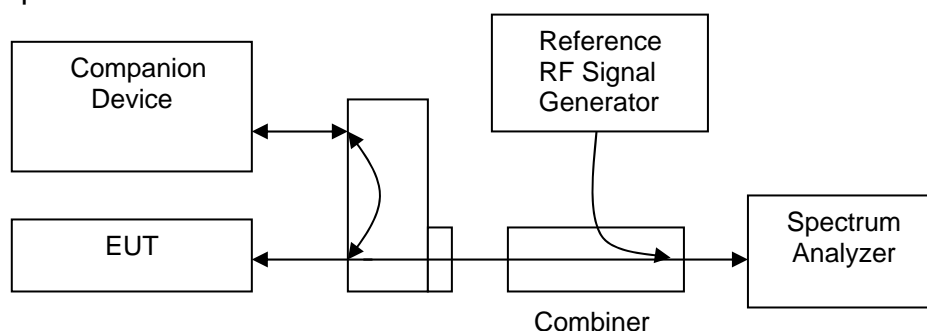 Companion
Device
Reference
RF Signal
Generator
EUT
Spectrum
Analyzer
Combiner